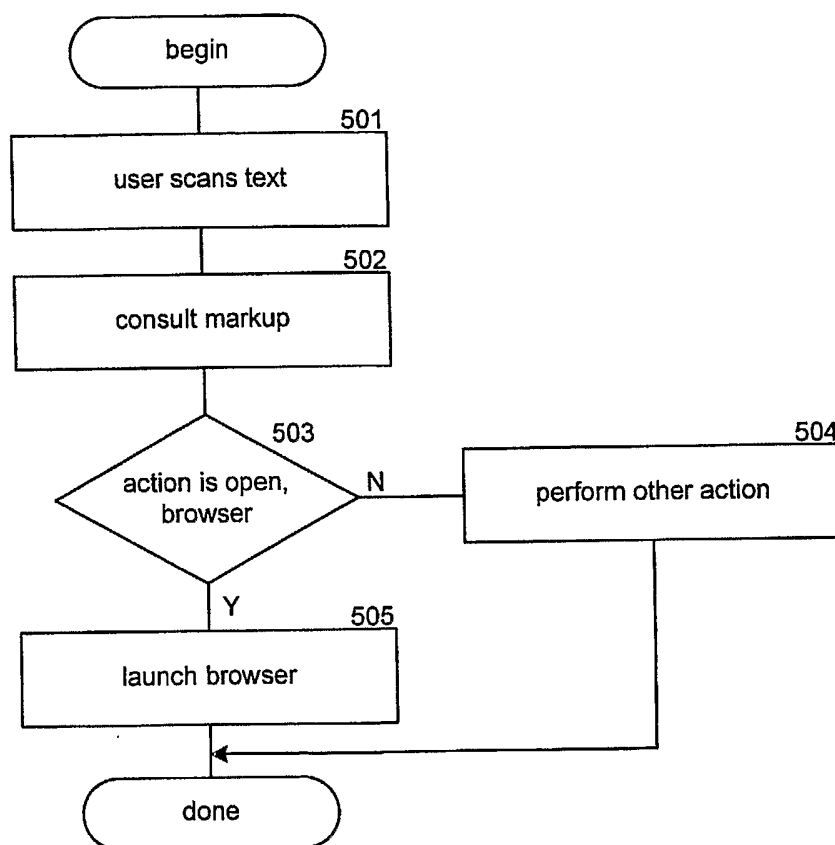 begin
501
user scans text
502
consult markup
503
action is open,
browser
N
504
perform other action
Y
505
launch browser
done